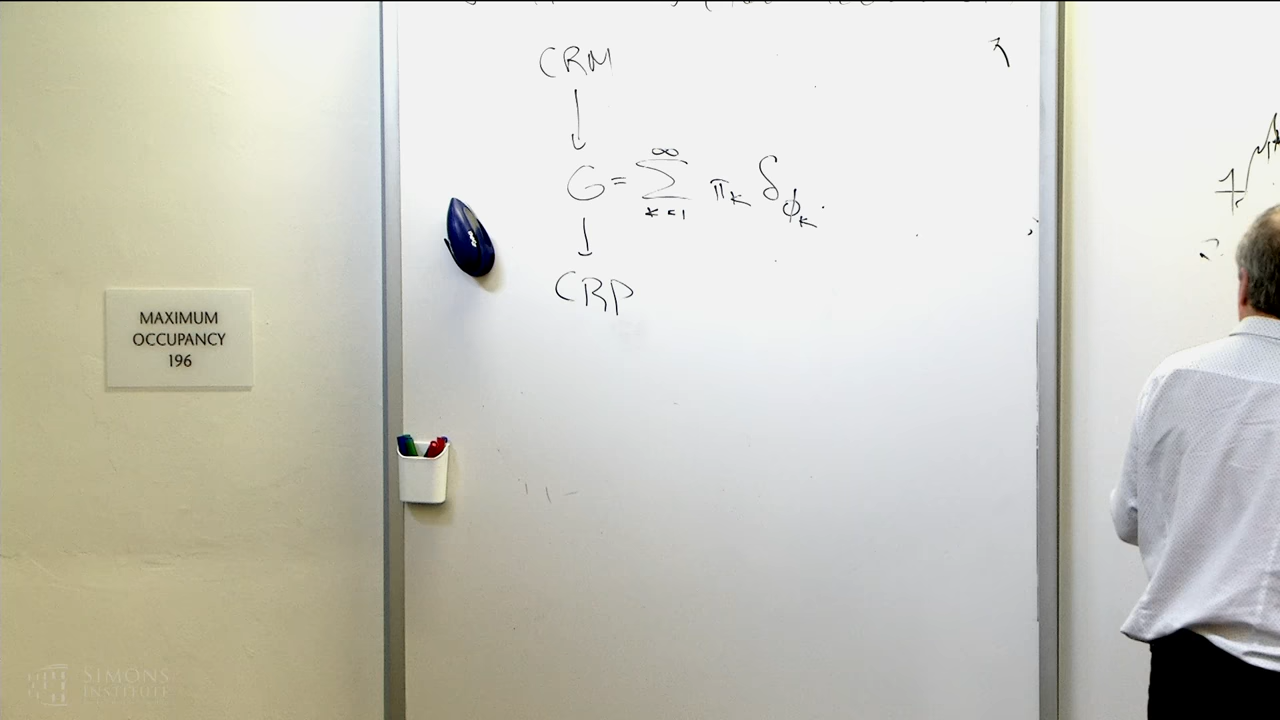 CRM
↓
G = ∑_{k=1}^{∞} π_k δ_{ϕ_k}.
↓
CRP
MAXIMUM
OCCUPANCY
196
SIMONS
INSTITUTE